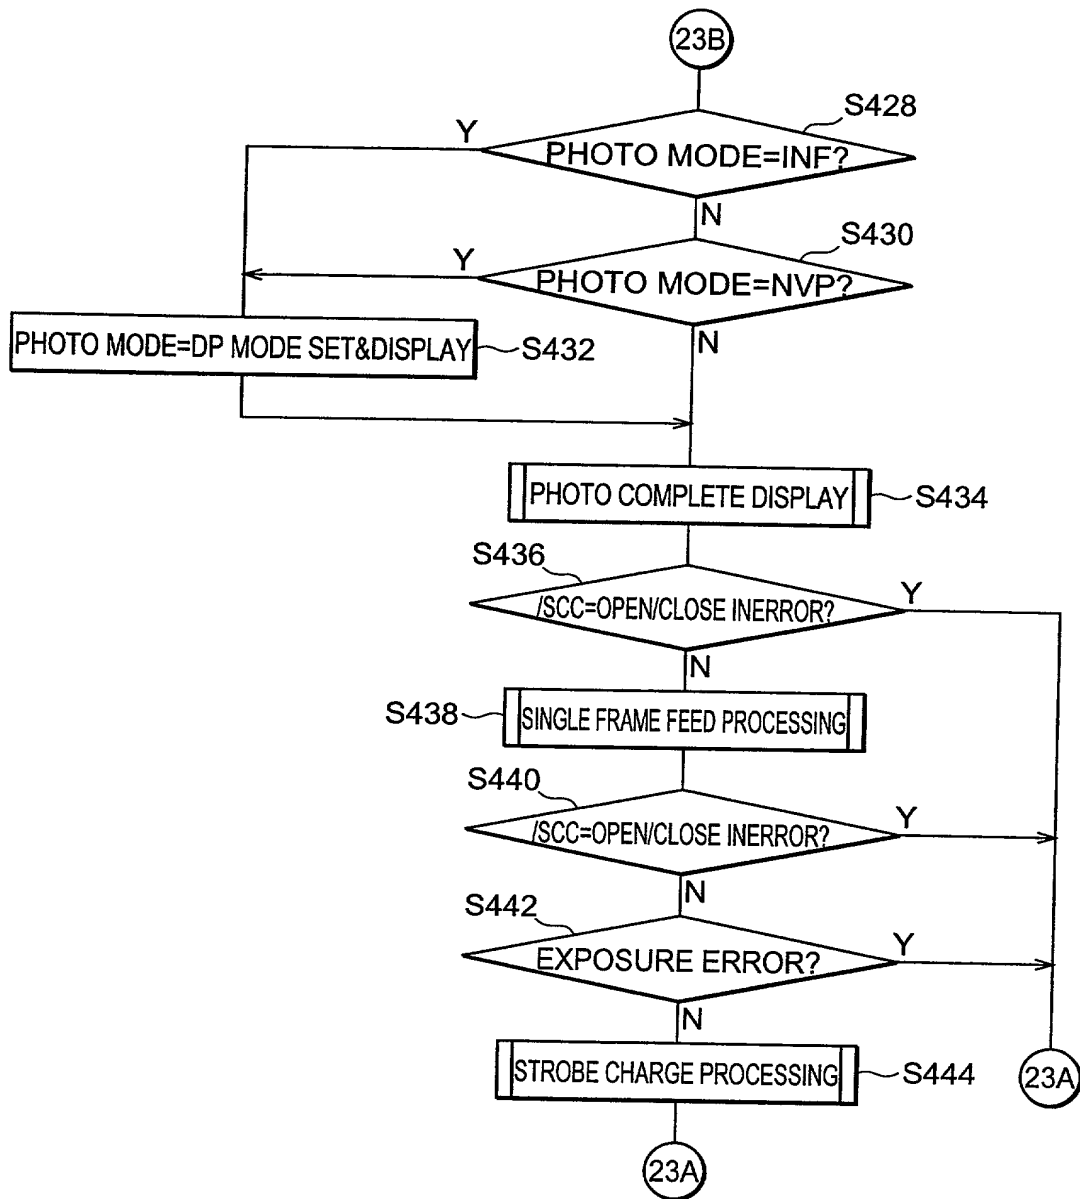 23B
S428
Y
PHOTO MODE=INF?
N
S430
Y
PHOTO MODE=NVP?
N
PHOTO MODE=DP MODE SET&DISPLAY
S432
PHOTO COMPLETE DISPLAY
S434
S436
Y
/SCC=OPEN/CLOSE INERROR?
N
S438
SINGLE FRAME FEED PROCESSING
S440
Y
/SCC=OPEN/CLOSE INERROR?
N
S442
Y
EXPOSURE ERROR?
N
STROBE CHARGE PROCESSING
S444
23A
23A